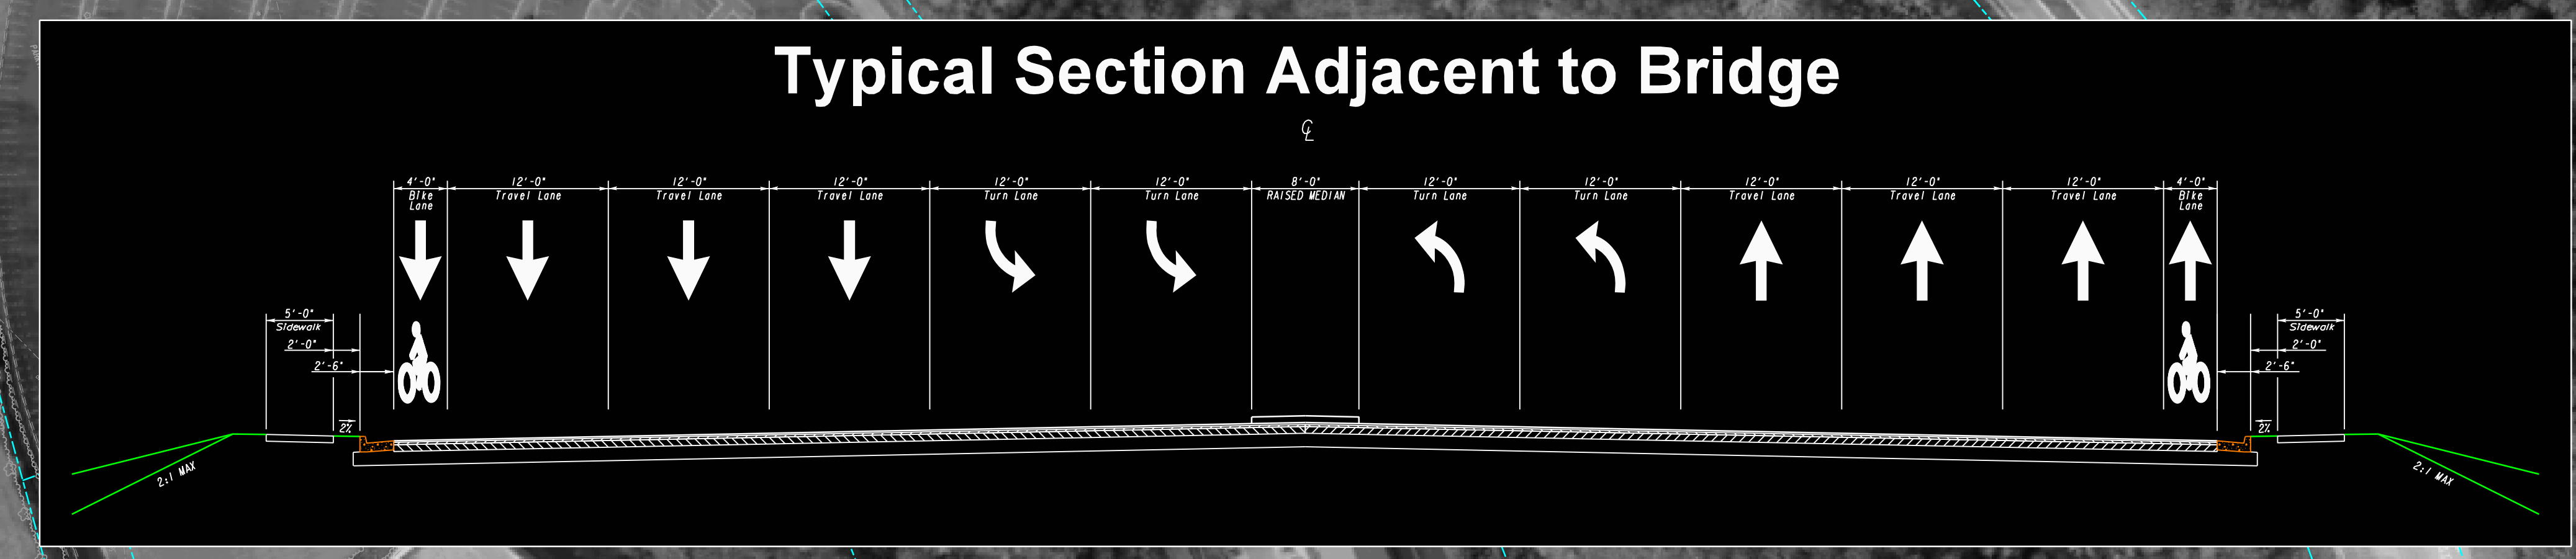 Typical Section Adjacent to Bridge
℄
4'-0" 12'-0" 12'-0" 12'-0" 12'-0" 12'-0" 8'-0" 12'-0" 12'-0" 12'-0" 12'-0" 12'-0" 4'-0"
Bike Travel Lane Travel Lane Travel Lane Turn Lane Turn Lane RAISED MEDIAN Turn Lane Turn Lane Travel Lane Travel Lane Travel Lane Bike
Lane Lane
5'-0" 5'-0"
Sidewalk Sidewalk
2'-0" 2'-0"
2'-6" 2'-6"
2% 2%
2:1 MAX 2:1 MAX